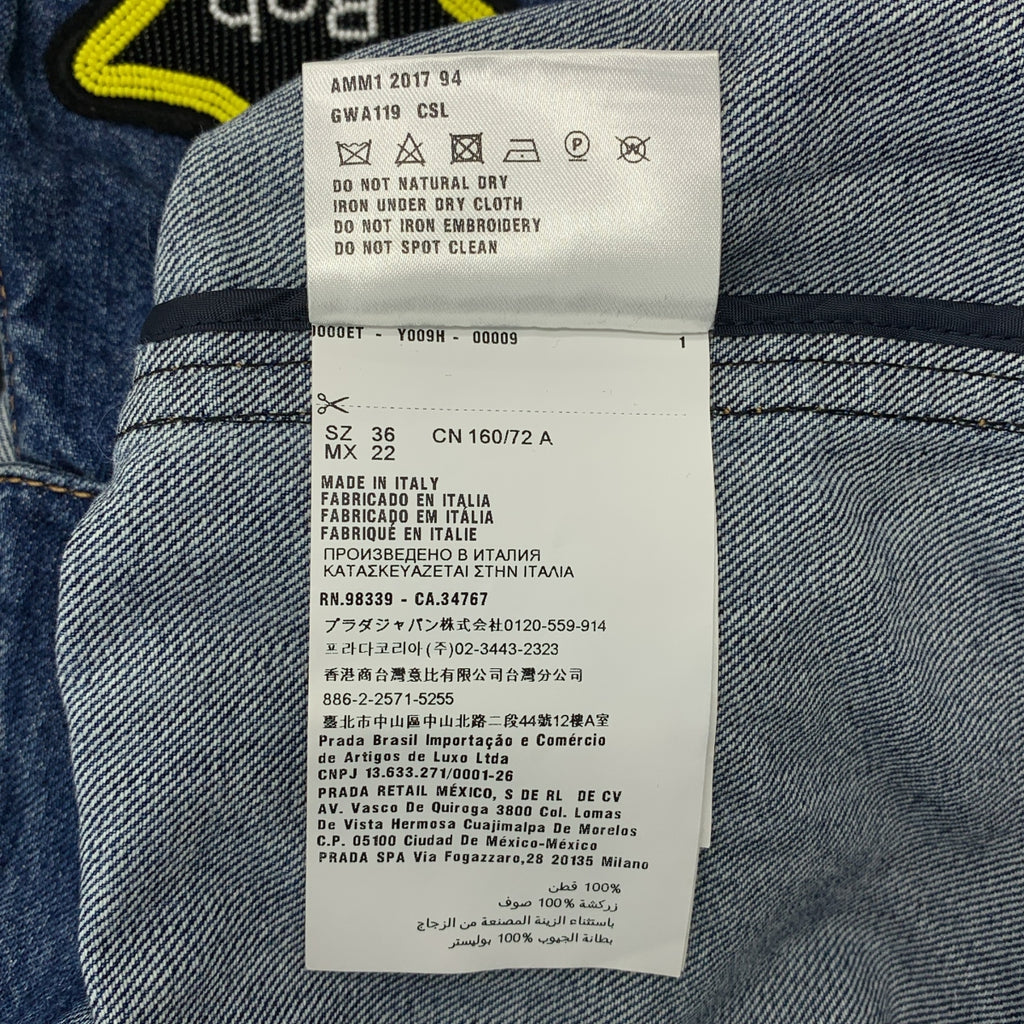 Rob
AMM1 2017 94
GWA119 CSL
P
W
DO NOT NATURAL DRY
IRON UNDER DRY CLOTH
DO NOT IRON EMBROIDERY
DO NOT SPOT CLEAN
0000ET - Y009H - 00009 1
SZ 36 CN 160/72 A
MX 22
MADE IN ITALY
FABRICADO EN ITALIA
FABRICADO EM ITÁLIA
FABRIQUÉ EN ITALIE
ПРОИЗВЕДЕНО В ИТАЛИЯ
ΚΑΤΑΣΚΕΥΑΖΕΤΑΙ ΣΤΗΝ ΙΤΑΛΙΑ
RN.98339 - CA.34767
プラダジャパン株式会社0120-559-914
프라다코리아(주)02-3443-2323
香港商台灣意比有限公司台灣分公司
886-2-2571-5255
臺北市中山區中山北路二段44號12樓A室
Prada Brasil Importação e Comércio
de Artigos de Luxo Ltda
CNPJ 13.633.271/0001-26
PRADA RETAIL MÉXICO, S DE RL DE CV
AV. Vasco De Quiroga 3800 Col. Lomas
De Vista Hermosa Cuajimalpa De Morelos
C.P. 05100 Ciudad De México-México
PRADA SPA Via Fogazzaro,28 20135 Milano
100% قطن
زركشة 100% صوف
باستثناء الزينة المصنعة من الزجاج
بطانة الجيوب 100% بوليستر